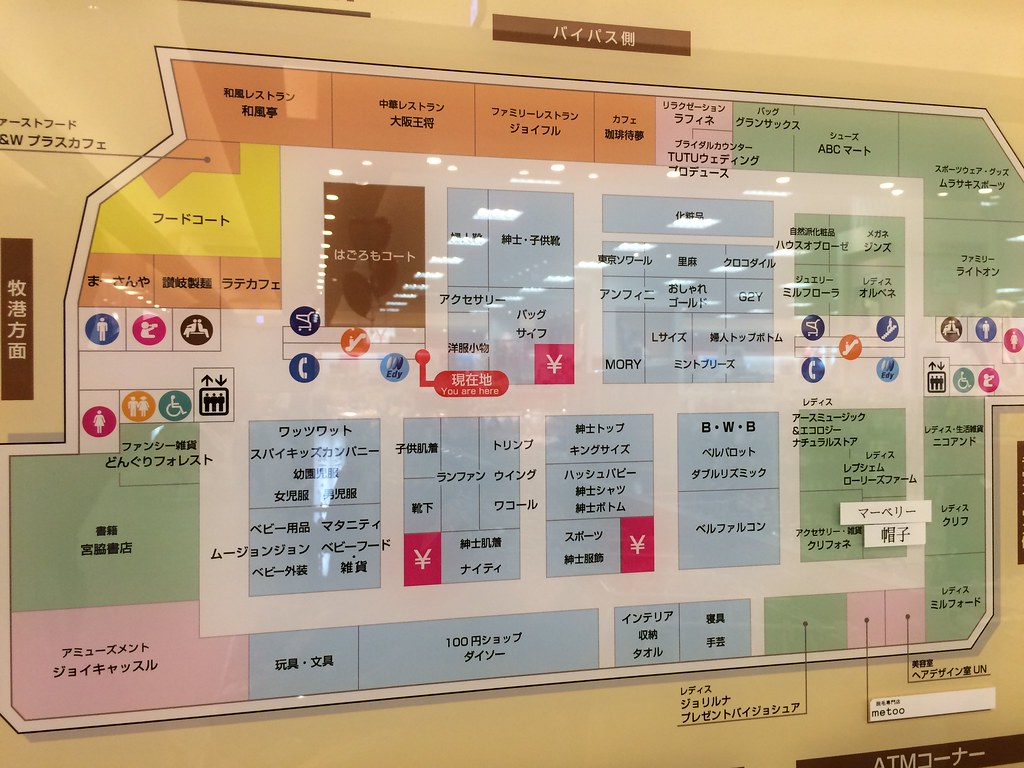 バイパス側
和風レストラン
和風亭
中華レストラン
大阪王将
ファミリーレストラン
ジョイフル
カフェ
珈琲待夢
リラクゼーション
ラフィネ
ブライダルカウンター
TUTUウェディング
プロデュース
バッグ
グランサックス
シューズ
ABCマート
スポーツウェア・グッズ
ムラサキスポーツ
ァーストフード
&W プラスカフェ
フードコート
まーさんや
讃岐製麺
ラテカフェ
牧港方面
はごろもコート
紳士・子供靴
アクセサリー
バッグ
サイフ
洋服小物
¥
化粧品
東京ソワール
里麻
クロコダイル
アンフィニ
おしゃれ
ゴールド
G2Y
Lサイズ
婦人トップボトム
MORY
ミントブリーズ
自然派化粧品
ハウスオブローゼ
メガネ
ジンズ
ジュエリー
ミルフローラ
レディス
オルベネ
ファミリー
ライトオン
Edy
現在地
You are here
Edy
ファンシー雑貨
どんぐりフォレスト
書籍
宮脇書店
アミューズメント
ジョイキャッスル
ワッツワット
スパイキッズカンパニー
幼園児服
女児服
男児服
ベビー用品
マタニティ
ムージョンジョン
ベビーフード
・
雑貨
ベビー外装
子供肌着
トリンプ
ランファン
ウイング
靴下
ワコール
¥
紳士肌着
ナイティ
紳士トップ
キングサイズ
ハッシュパピー
紳士シャツ
紳士ボトム
スポーツ
紳士服飾
¥
B・W・B
ベルパロット
ダブルリズミック
ベルファルコン
レディス
アースミュージック
&エコロジー
ナチュラルストア
レディス
レプシェム
ローリーズファーム
マーベリー
帽子
アクセサリー・雑貨
クリフォネ
レディス・生活雑貨
ニコアンド
レディス
クリフ
レディス
ミルフォード
玩具・文具
100円ショップ
ダイソー
インテリア
収納
タオル
寝具
手芸
レディス
ジョリルナ
プレゼントバイジョシュア
美容室
ヘアデザイン室 UN
脱毛専門店
metoo
ATMコーナー